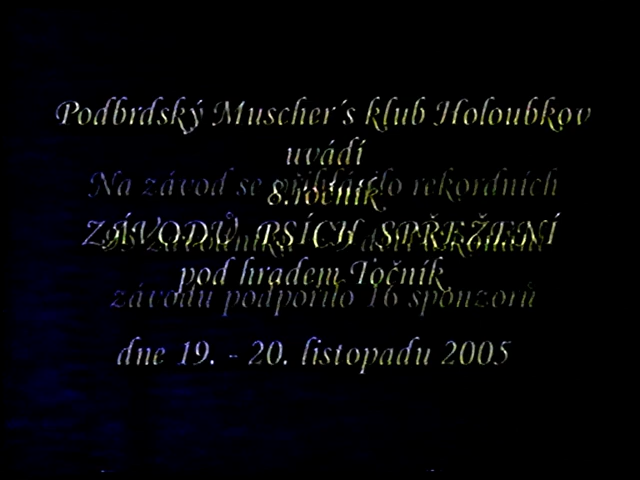 Podbrdský Muscher´s klub Holoubkov
uvádí
Na závod se přihlásilo rekordních
8.ročník
ZÁVODŮ PSÍCH SPŘEŽENÍ
pod hradem Točník
závodu podpořilo 16 sponzorů
dne 19. - 20. listopadu 2005